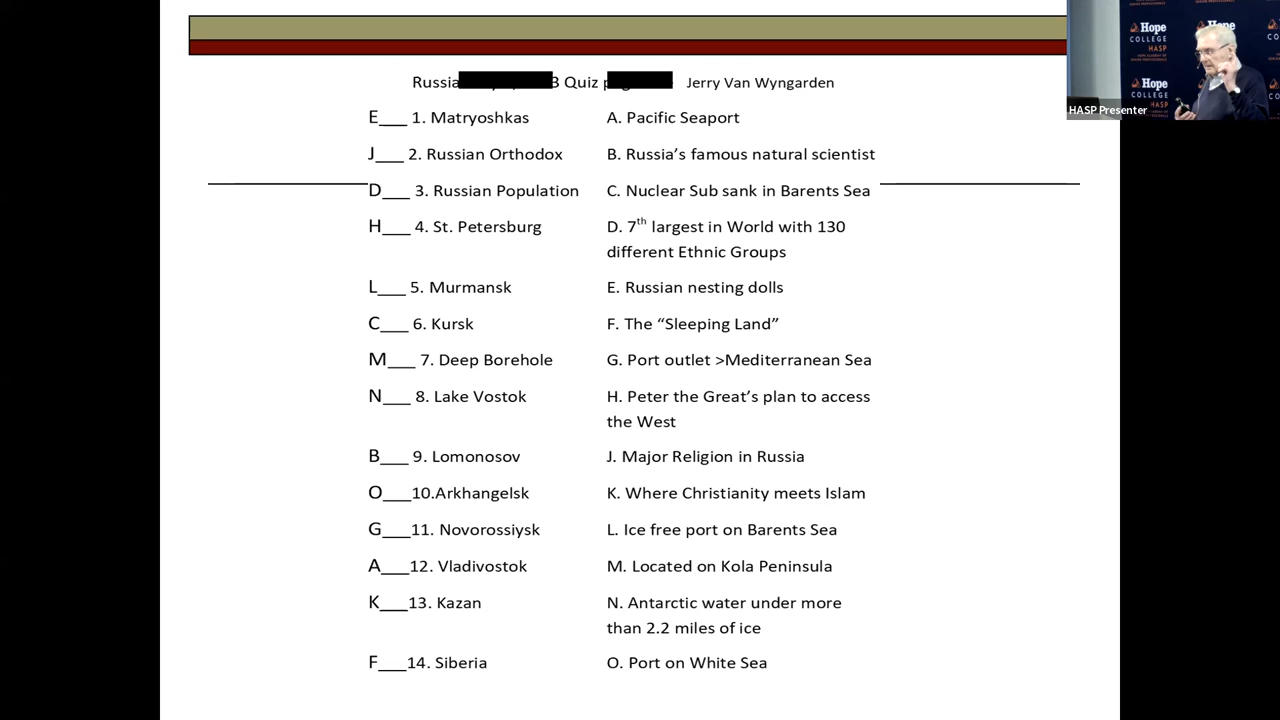 Russia 3 Quiz Jerry Van Wyngarden
E___ 1. Matryoshkas A. Pacific Seaport
J___ 2. Russian Orthodox B. Russia’s famous natural scientist
D___ 3. Russian Population C. Nuclear Sub sank in Barents Sea
H___ 4. St. Petersburg D. 7th largest in World with 130
different Ethnic Groups
L___ 5. Murmansk E. Russian nesting dolls
C___ 6. Kursk F. The “Sleeping Land”
M___ 7. Deep Borehole G. Port outlet >Mediterranean Sea
N___ 8. Lake Vostok H. Peter the Great’s plan to access
the West
B___ 9. Lomonosov J. Major Religion in Russia
O___10.Arkhangelsk K. Where Christianity meets Islam
G___11. Novorossiysk L. Ice free port on Barents Sea
A___12. Vladivostok M. Located on Kola Peninsula
K___13. Kazan N. Antarctic water under more
than 2.2 miles of ice
F___14. Siberia O. Port on White Sea
Hope
COLLEGE
HASP
Hope
Hope
COLLEGE
HASP
HASP Presenter